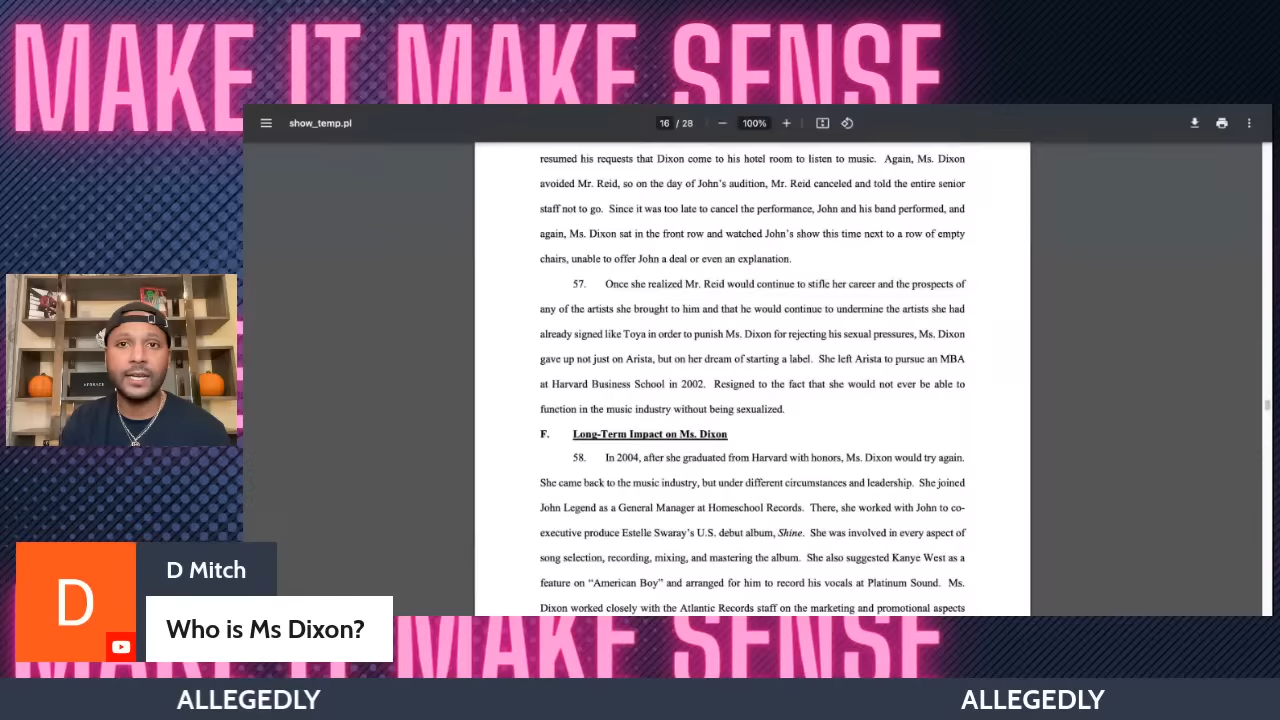 MAKE IT MAKE SENSE
show_temp.pl
16 / 28
100%
resumed his requests that Dixon come to his hotel room to listen to music. Again, Ms. Dixon
avoided Mr. Reid, so on the day of John's audition, Mr. Reid canceled and told the entire senior
staff not to go. Since it was too late to cancel the performance, John and his band performed, and
again, Ms. Dixon sat in the front row and watched John's show this time next to a row of empty
chairs, unable to offer John a deal or even an explanation.
57. Once she realized Mr. Reid would continue to stifle her career and the prospects of
any of the artists she brought to him and that he would continue to undermine the artists she had
already signed like Toya in order to punish Ms. Dixon for rejecting his sexual pressures, Ms. Dixon
gave up not just on Arista, but on her dream of starting a label. She left Arista to pursue an MBA
at Harvard Business School in 2002. Resigned to the fact that she would not ever be able to
function in the music industry without being sexualized.
F. Long-Term Impact on Ms. Dixon
58. In 2004, after she graduated from Harvard with honors, Ms. Dixon would try again.
She came back to the music industry, but under different circumstances and leadership. She joined
John Legend as a General Manager at Homeschool Records. There, she worked with John to co-
executive produce Estelle Swaray's U.S. debut album, Shine. She was involved in every aspect of
song selection, recording, mixing, and mastering the album. She also suggested Kanye West as a
feature on "American Boy" and arranged for him to record his vocals at Platinum Sound. Ms.
Dixon worked closely with the Atlantic Records staff on the marketing and promotional aspects
D
D Mitch
Who is Ms Dixon?
MAKE IT MAKE SENSE
ALLEGEDLY
ALLEGEDLY